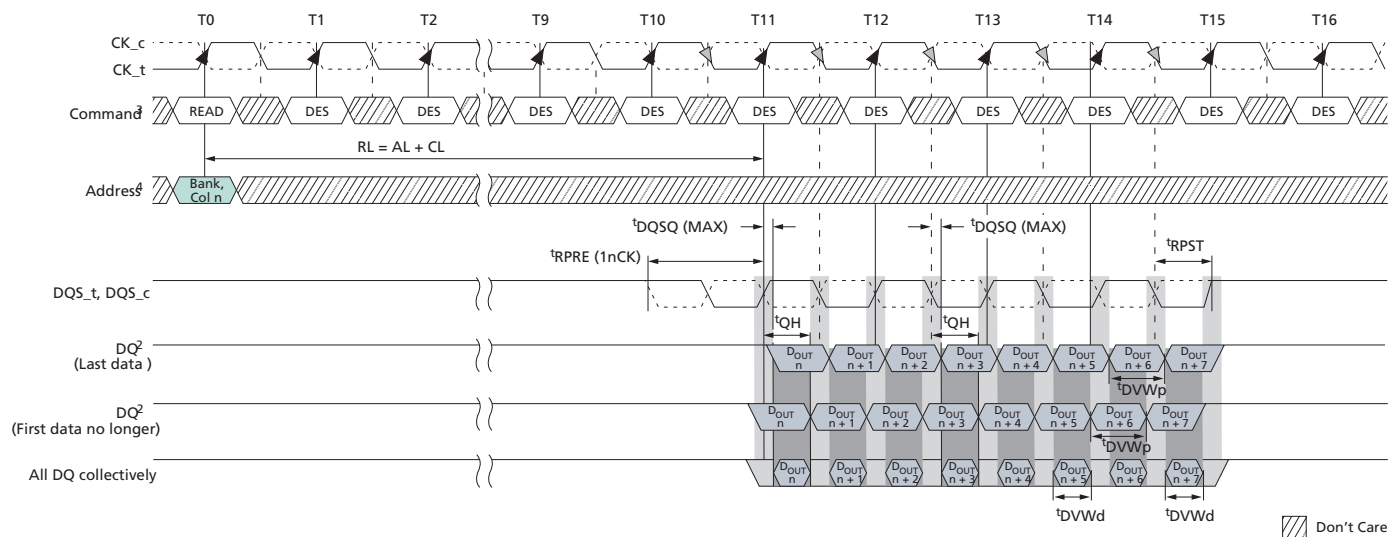 T0 T1 T2 T9 T10 T11 T12 T13 T14 T15 T16
CK_c
CK_t
Command3 READ DES DES DES DES DES DES DES DES DES DES
RL = AL + CL
Address4 Bank,
Col n
tDQSQ (MAX) tDQSQ (MAX)
tRPRE (1nCK) tRPST
DQS_t, DQS_c
tQH tQH
DQ2
(Last data )
DOUT n DOUT n + 1 DOUT n + 2 DOUT n + 3 DOUT n + 4 DOUT n + 5 DOUT n + 6 DOUT n + 7
tDVWp
DQ2
(First data no longer)
DOUT n DOUT n + 1 DOUT n + 2 DOUT n + 3 DOUT n + 4 DOUT n + 5 DOUT n + 6 DOUT n + 7
tDVWp
All DQ collectively
DOUT n DOUT n + 1 DOUT n + 2 DOUT n + 3 DOUT n + 4 DOUT n + 5 DOUT n + 6 DOUT n + 7
tDVWd tDVWd
Don't Care